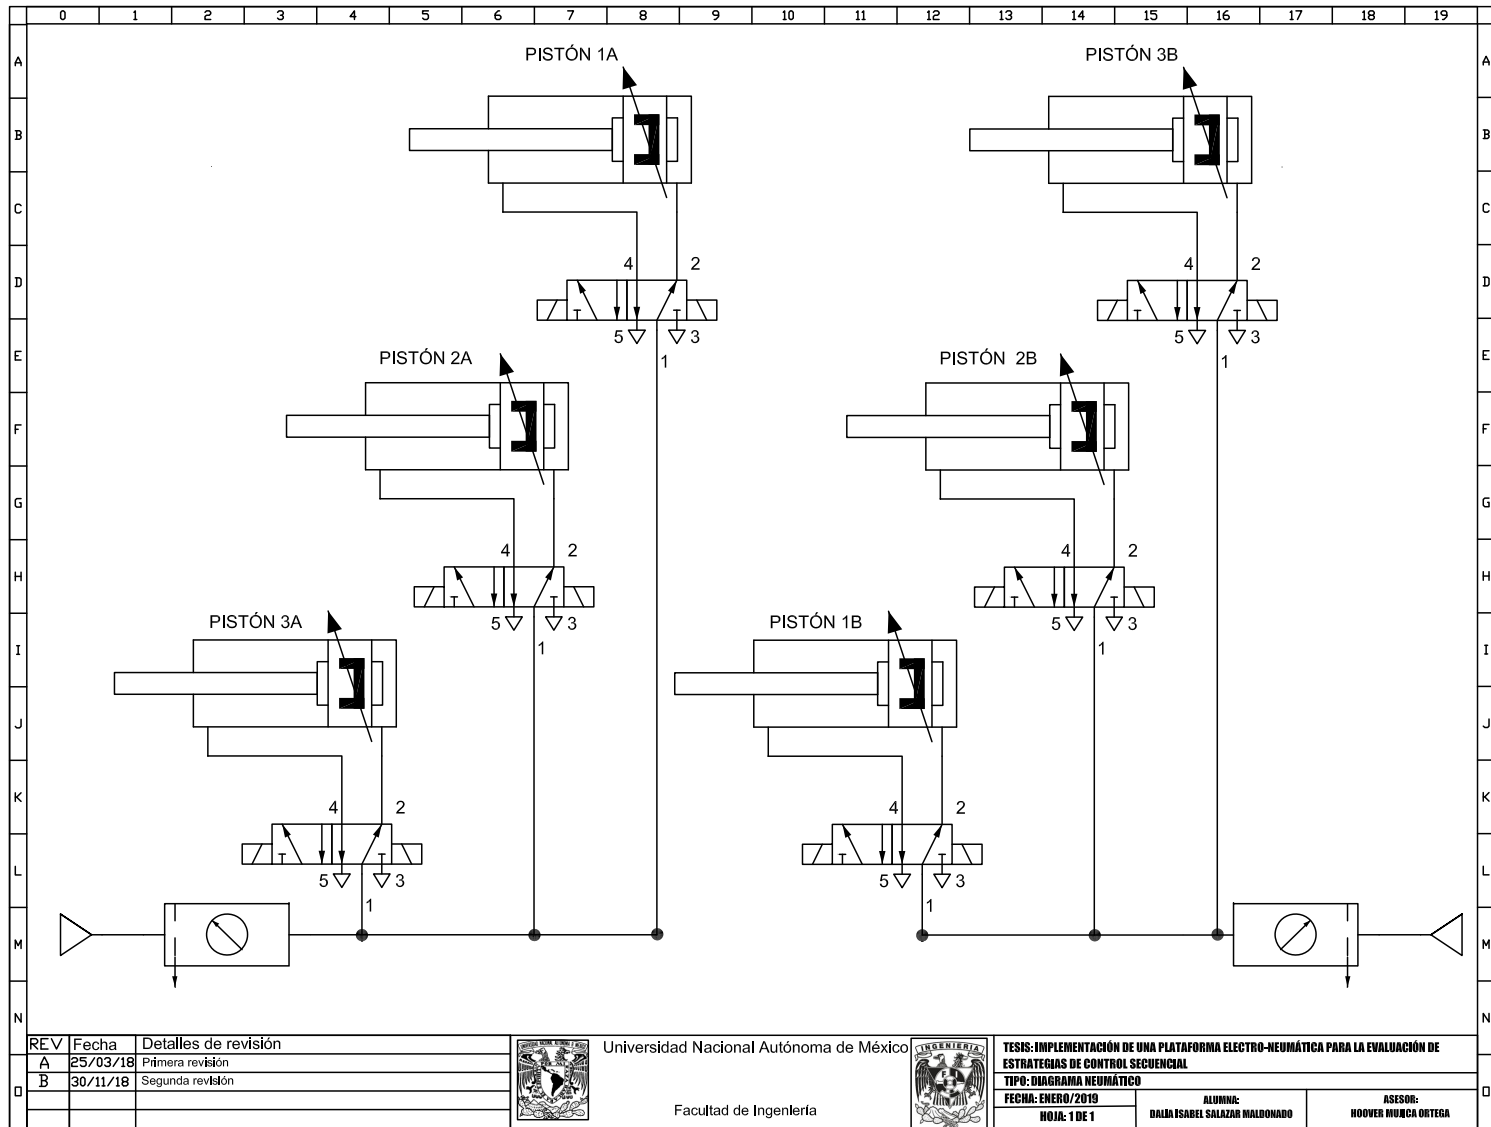 0 1 2 3 4 5 6 7 8 9 10 11 12 13 14 15 16 17 18 19
A A
PISTÓN 1A PISTÓN 3B
B B
C C
4 2 4 2
D D
5 3 5 3
E E
PISTÓN 2A 1 PISTÓN 2B 1
F F
G G
4 2 4 2
H H
5 3 5 3
PISTÓN 3A PISTÓN 1B
I 1 1 I
J J
K K
4 2 4 2
L L
5 3 5 3
1 1
M M
N N
O O
REV Fecha Detalles de revisión
A 25/03/18 Primera revisión
B 30/11/18 Segunda revisión
Universidad Nacional Autónoma de México
Facultad de Ingeniería
INGENIERIA
TESIS: IMPLEMENTACIÓN DE UNA PLATAFORMA ELECTRO-NEUMÁTICA PARA LA EVALUACIÓN DE
ESTRATEGIAS DE CONTROL SECUENCIAL
TIPO: DIAGRAMA NEUMÁTICO
FECHA: ENERO/2019
HOJA: 1 DE 1
ALUMNA:
DALIA ISABEL SALAZAR MALDONADO
ASESOR:
HOOVER MUJICA ORTEGA